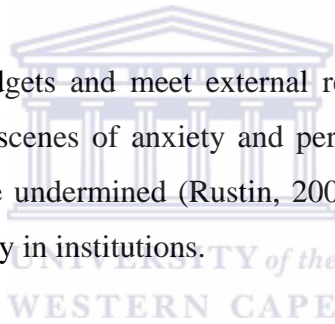 dgets and meet external re
scenes of anxiety and per
e undermined (Rustin, 200
y in institutions.
UNIVERSITY of the
WESTERN CAPE